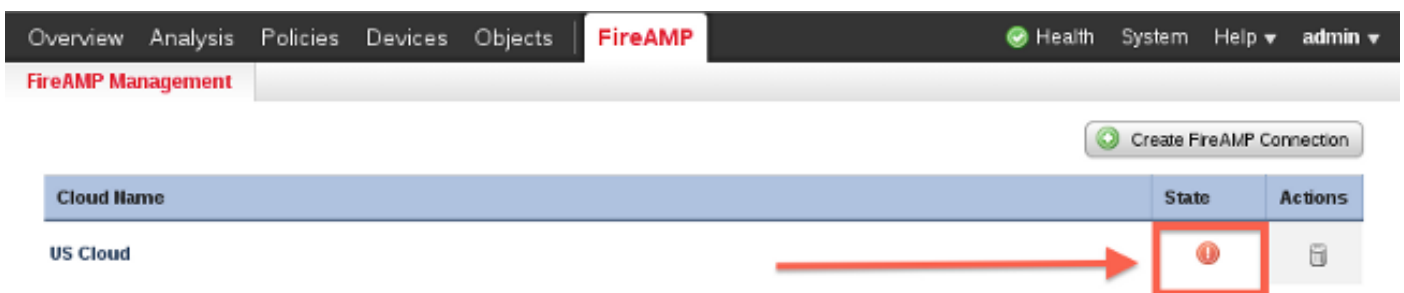 Overview Analysis Policies Devices Objects FireAMP Health System Help admin
FireAMP Management
Create FireAMP Connection
Cloud Name State Actions
US Cloud